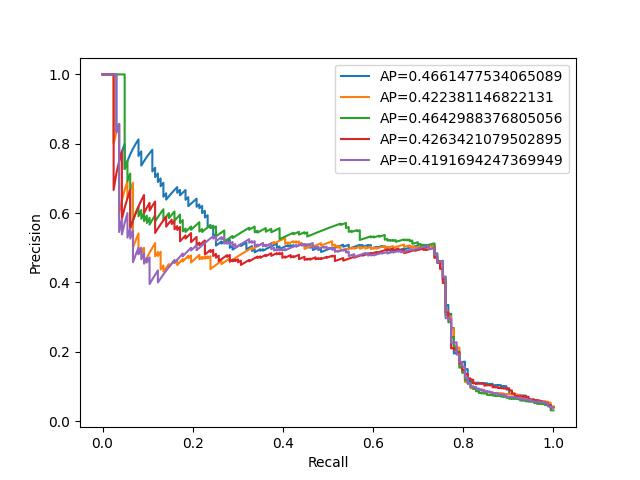 AP=0.4661477534065089
AP=0.422381146822131
AP=0.4642988376805056
AP=0.4263421079502895
AP=0.4191694247369949
1.0
0.8
0.6
0.4
0.2
0.0
Precision
0.0 0.2 0.4 0.6 0.8 1.0
Recall